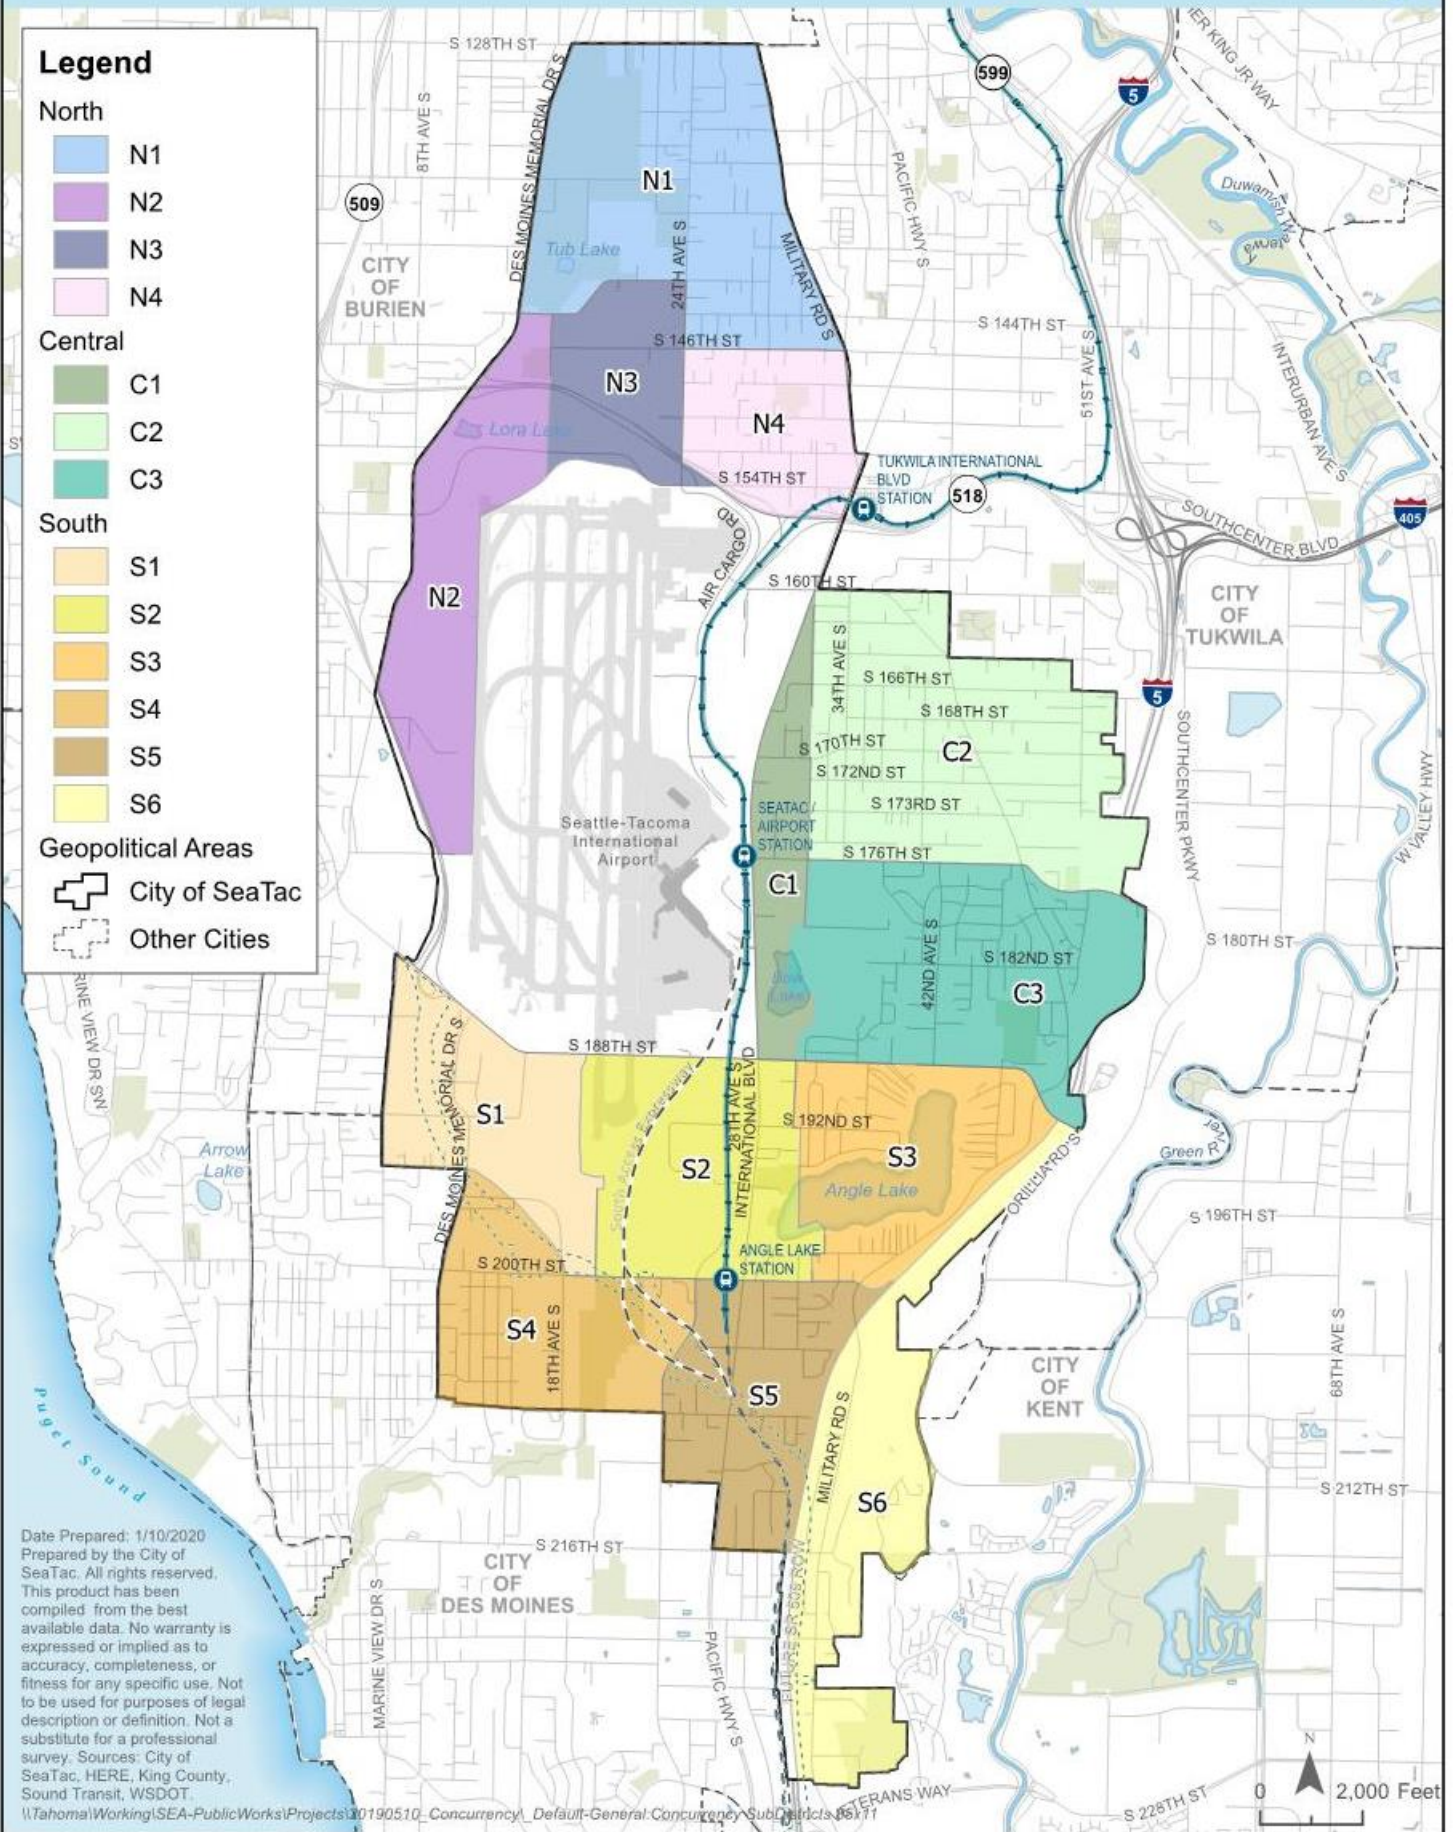 Legend
North
N1
N2
N3
N4
Central
C1
C2
C3
South
S1
S2
S3
S4
S5
S6
Geopolitical Areas
City of SeaTac
Other Cities
S 128TH ST
DES MOINES MEMORIAL DR S
8TH AVE S
509
CITY
OF
BURIEN
N1
Tub Lake
24TH AVE S
MILITARY RD S
PACIFIC HWY S
599
5
Duwamish
S 144TH ST
51ST AVE S
INTERURBAN AVE S
S 146TH ST
N3
N4
Lora
S 154TH ST
TUKWILA INTERNATIONAL
BLVD
STATION
518
SOUTHCENTER BLVD
405
AIR CARGO RD
S 160TH ST
N2
CITY
OF
TUKWILA
34TH AVE S
S 166TH ST
S 168TH ST
5
S 170TH ST
C2
S 172ND ST
S 173RD ST
SOUTHCENTER PKWY
W VALLEY HWY
SEATAC/
AIRPORT
STATION
Seattle-Tacoma
International
Airport
S 176TH ST
C1
42ND AVE S
S 182ND ST
C3
S 180TH ST
S 188TH ST
DES MOINES MEMORIAL DR S
S1
28TH AVE S
INTERNATIONAL BLVD
S 192ND ST
S2
S3
Angle Lake
ORILLIA RD S
Green R
Arrow
Lake
S 196TH ST
S 200TH ST
ANGLE LAKE
STATION
S4
18TH AVE S
S5
MILITARY RD S
S6
CITY
OF
KENT
68TH AVE S
S 212TH ST
Puget Sound
S 216TH ST
CITY
OF
DES MOINES
MARINE VIEW DR S
PACIFIC HWY S
S 228TH ST
Date Prepared: 1/10/2020
Prepared by the City of
SeaTac. All rights reserved.
This product has been
compiled from the best
available data. No warranty is
expressed or implied as to
accuracy, completeness, or
fitness for any specific use. Not
to be used for purposes of legal
description or definition. Not a
substitute for a professional
survey. Sources: City of
SeaTac, HERE, King County,
Sound Transit, WSDOT.
N
0 2,000 Feet